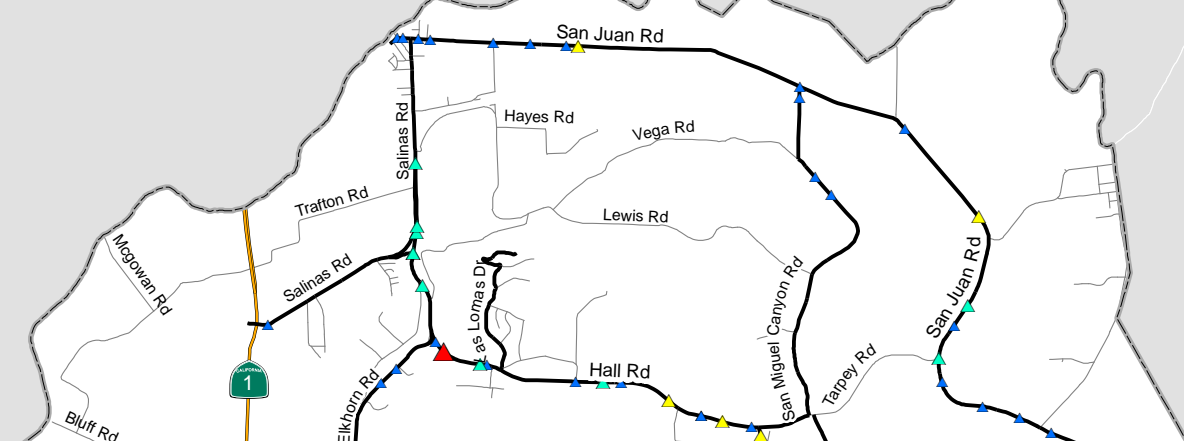 San Juan Rd
Hayes Rd
Vega Rd
Salinas Rd
Trafton Rd
Lewis Rd
Mcgowan Rd
Salinas Rd
Las Lomas Dr
San Miguel Canyon Rd
San Juan Rd
CALIFORNIA
1
Hall Rd
Tarpey Rd
Elkhorn Rd
Bluff Rd